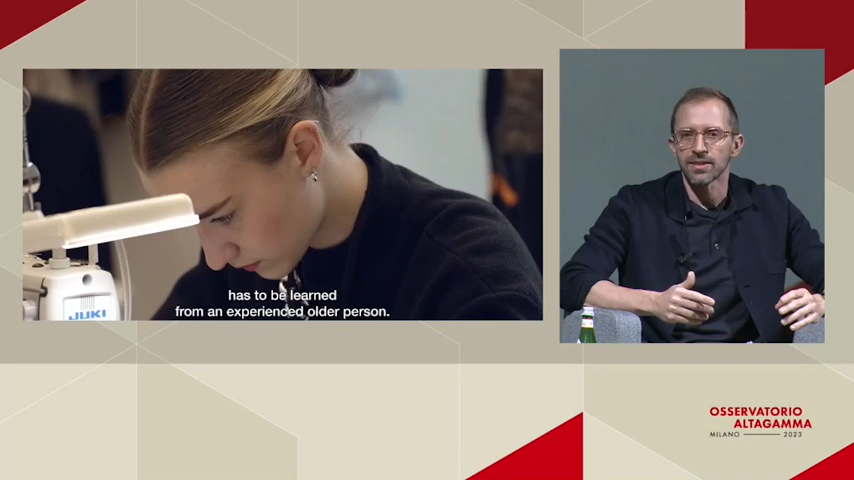 has to be learned
from an experienced older person.
JUKI
OSSERVATORIO
ALTAGAMMA
MILANO 2023